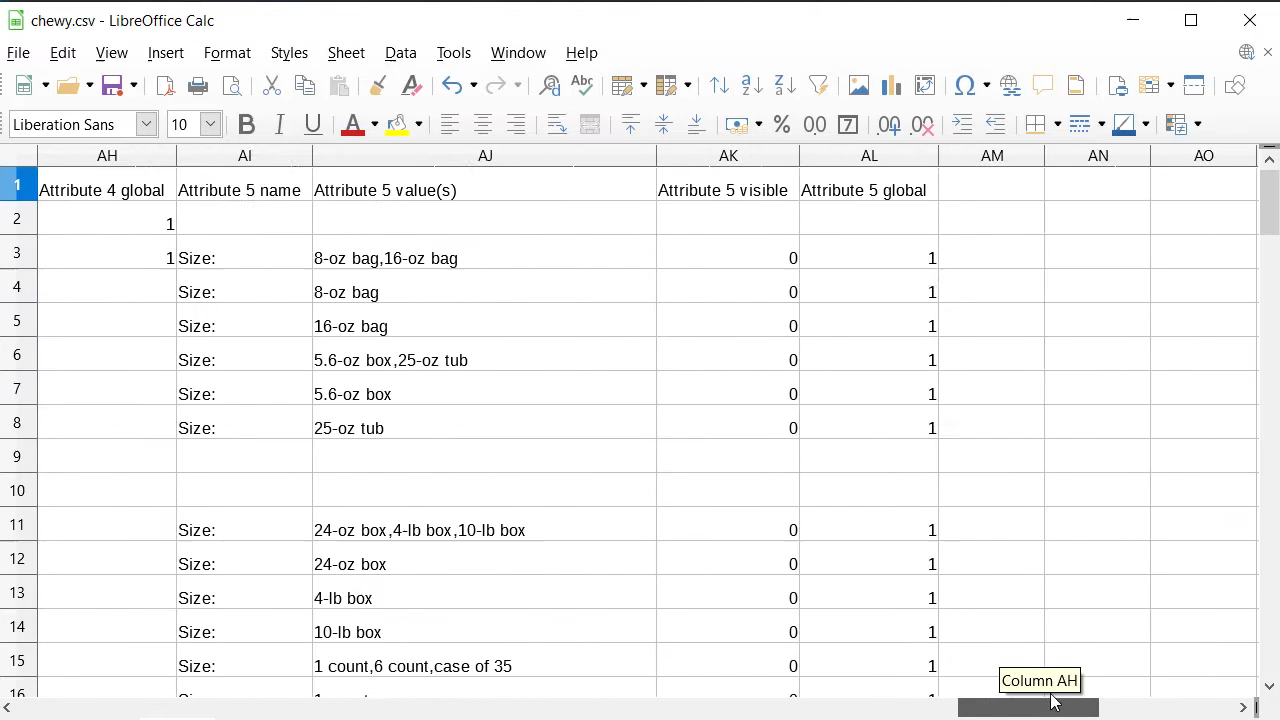 chewy.csv - LibreOffice Calc
File Edit View Insert Format Styles Sheet Data Tools Window Help
Liberation Sans 10
AH AI AJ AK AL AM AN AO
1 Attribute 4 global Attribute 5 name Attribute 5 value(s) Attribute 5 visible Attribute 5 global
2 1
3 1 Size: 8-oz bag,16-oz bag 0 1
4 Size: 8-oz bag 0 1
5 Size: 16-oz bag 0 1
6 Size: 5.6-oz box,25-oz tub 0 1
7 Size: 5.6-oz box 0 1
8 Size: 25-oz tub 0 1
9
10
11 Size: 24-oz box,4-lb box,10-lb box 0 1
12 Size: 24-oz box 0 1
13 Size: 4-lb box 0 1
14 Size: 10-lb box 0 1
15 Size: 1 count,6 count,case of 35 0 1
Column AH
16 Size: